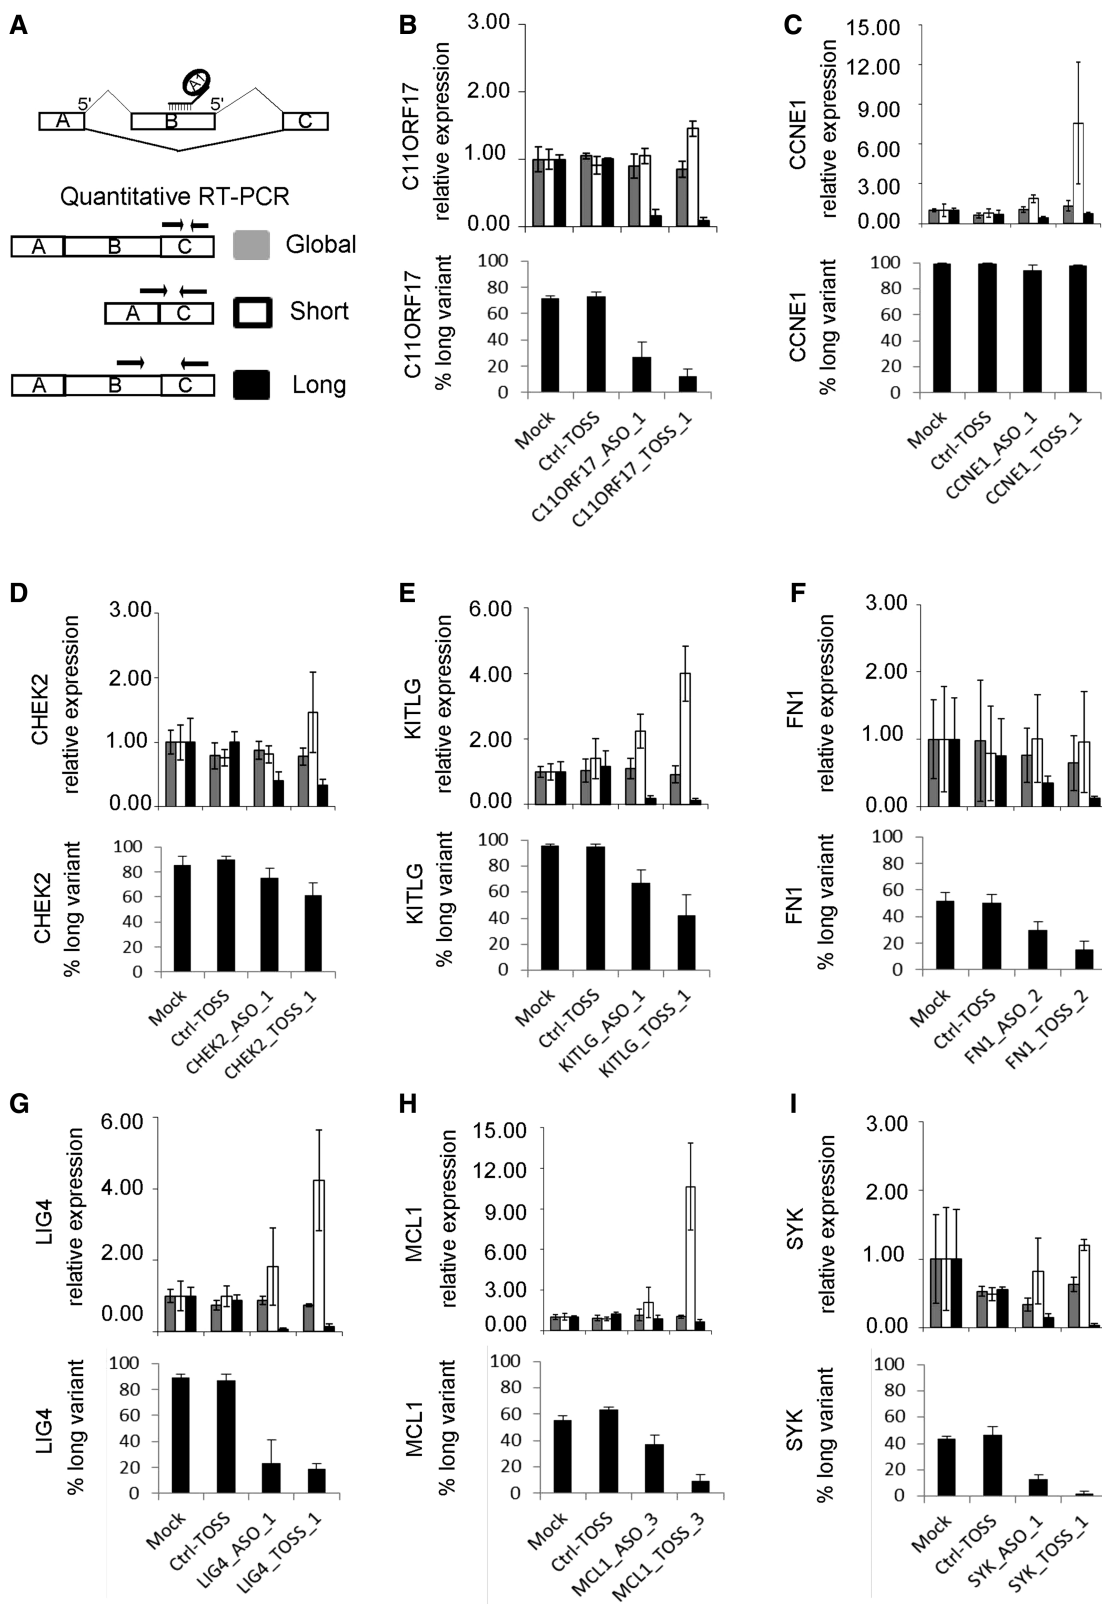 A
5'
5'
A1
A
B
C
Quantitative RT-PCR
A
B
C
Global
A
C
Short
A
B
C
Long
B
C11ORF17
relative expression
3.00
2.00
1.00
0.00
C11ORF17
% long variant
100
80
60
40
20
0
Mock
Ctrl-TOSS
C11ORF17_ASO_1
C11ORF17_TOSS_1
C
CCNE1
relative expression
15.00
12.00
9.00
6.00
3.00
0.00
CCNE1
% long variant
100
80
60
40
20
0
Mock
Ctrl-TOSS
CCNE1_ASO_1
CCNE1_TOSS_1
D
CHEK2
relative expression
3.00
2.00
1.00
0.00
CHEK2
% long variant
100
80
60
40
20
0
Mock
Ctrl-TOSS
CHEK2_ASO_1
CHEK2_TOSS_1
E
KITLG
relative expression
6.00
4.00
2.00
0.00
KITLG
% long variant
100
80
60
40
20
0
Mock
Ctrl-TOSS
KITLG_ASO_1
KITLG_TOSS_1
F
FN1
relative expression
3.00
2.00
1.00
0.00
FN1
% long variant
100
80
60
40
20
0
Mock
Ctrl-TOSS
FN1_ASO_2
FN1_TOSS_2
G
LIG4
relative expression
6.00
4.00
2.00
0.00
LIG4
% long variant
100
80
60
40
20
0
Mock
Ctrl-TOSS
LIG4_ASO_1
LIG4_TOSS_1
H
MCL1
relative expression
15.00
12.00
9.00
6.00
3.00
0.00
MCL1
% long variant
100
80
60
40
20
0
Mock
Ctrl-TOSS
MCL1_ASO_3
MCL1_TOSS_3
I
SYK
relative expression
3.00
2.00
1.00
0.00
SYK
% long variant
100
80
60
40
20
0
Mock
Ctrl-TOSS
SYK_ASO_1
SYK_TOSS_1